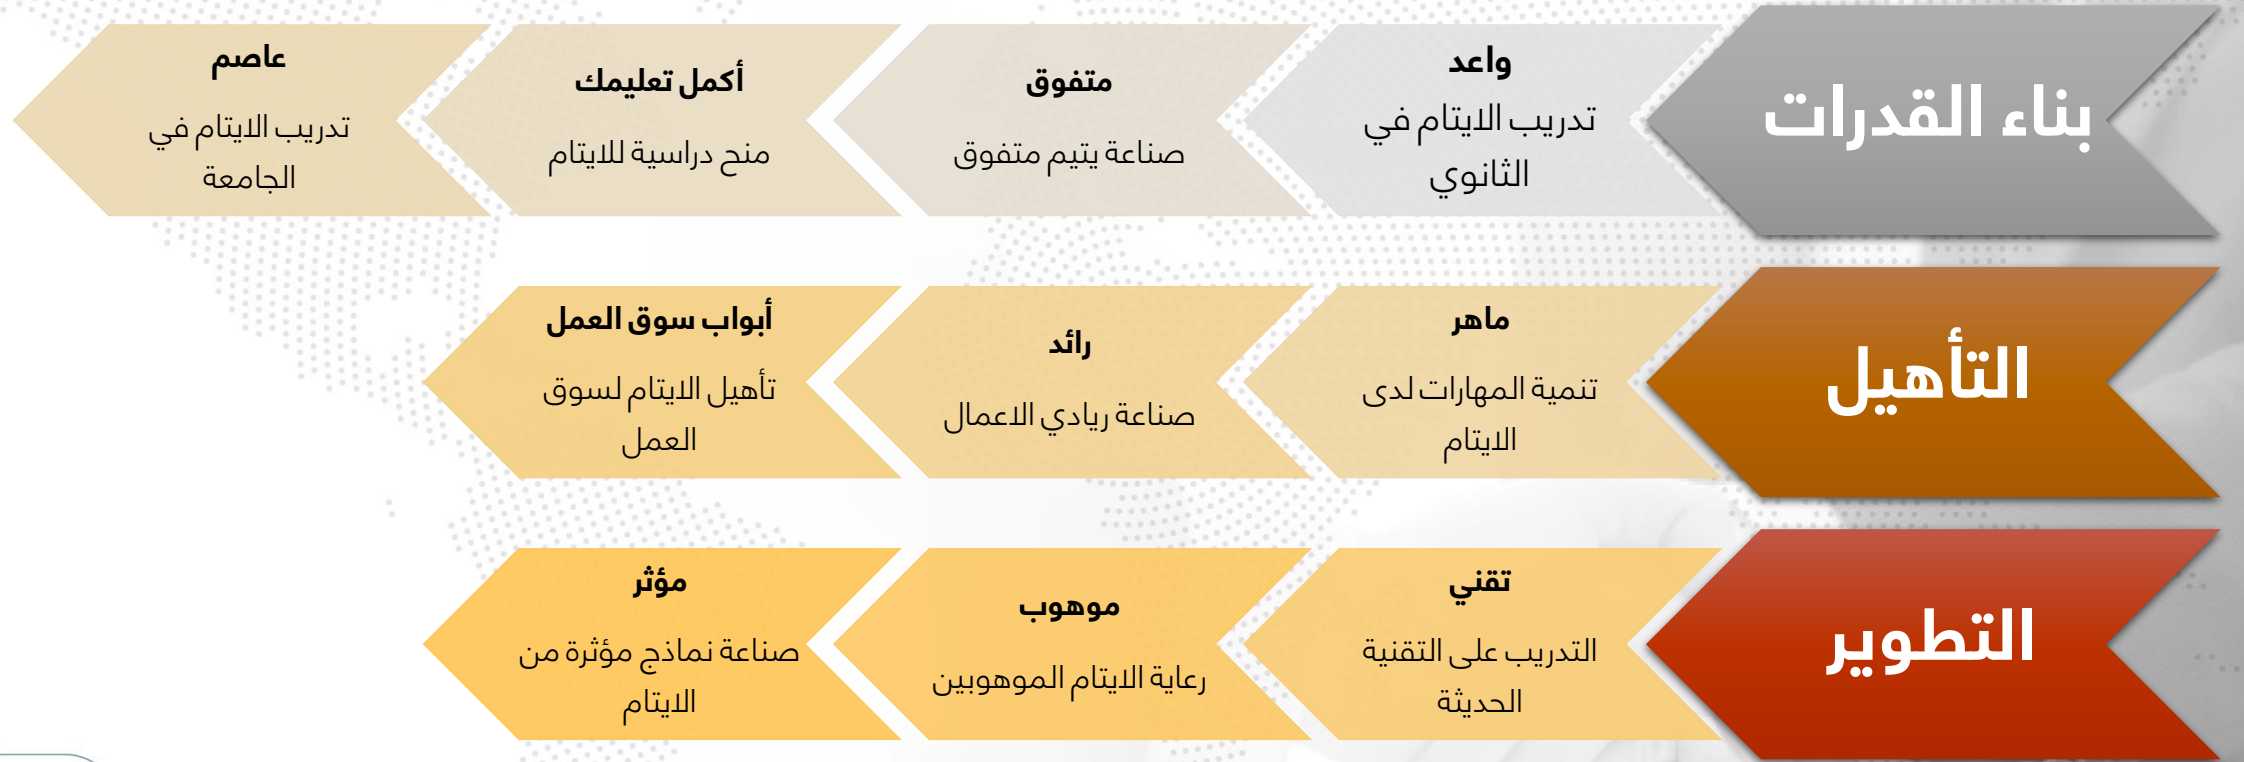 بناء القدرات
واعد
تدريب الايتام في
الثانوي
متفوق
صناعة يتيم متفوق
أكمل تعليمك
منح دراسية للايتام
عاصم
تدريب الايتام في
الجامعة
التأهيل
ماهر
تنمية المهارات لدى
الايتام
رائد
صناعة ريادي الاعمال
أبواب سوق العمل
تأهيل الايتام لسوق
العمل
التطوير
تقني
التدريب على التقنية
الحديثة
موهوب
رعاية الايتام الموهوبين
مؤثر
صناعة نماذج مؤثرة من
الايتام